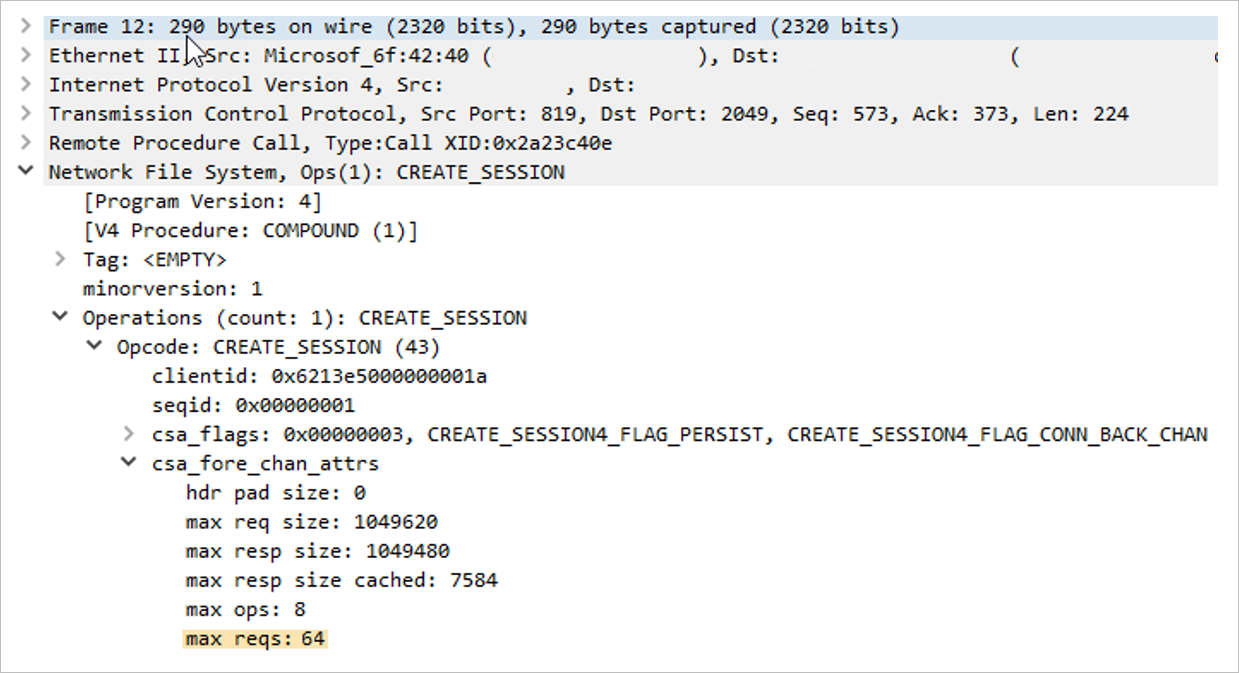 Frame 12: 290 bytes on wire (2320 bits), 290 bytes captured (2320 bits)
Ethernet II, Src: Microsof_6f:42:40 ( ), Dst: (
Internet Protocol Version 4, Src: , Dst:
Transmission Control Protocol, Src Port: 819, Dst Port: 2049, Seq: 573, Ack: 373, Len: 224
Remote Procedure Call, Type:Call XID:0x2a23c40e
Network File System, Ops(1): CREATE_SESSION
[Program Version: 4]
[V4 Procedure: COMPOUND (1)]
Tag: <EMPTY>
minorversion: 1
Operations (count: 1): CREATE_SESSION
Opcode: CREATE_SESSION (43)
clientid: 0x6213e5000000001a
seqid: 0x00000001
csa_flags: 0x00000003, CREATE_SESSION4_FLAG_PERSIST, CREATE_SESSION4_FLAG_CONN_BACK_CHAN
csa_fore_chan_attrs
hdr pad size: 0
max req size: 1049620
max resp size: 1049480
max resp size cached: 7584
max ops: 8
max reqs: 64